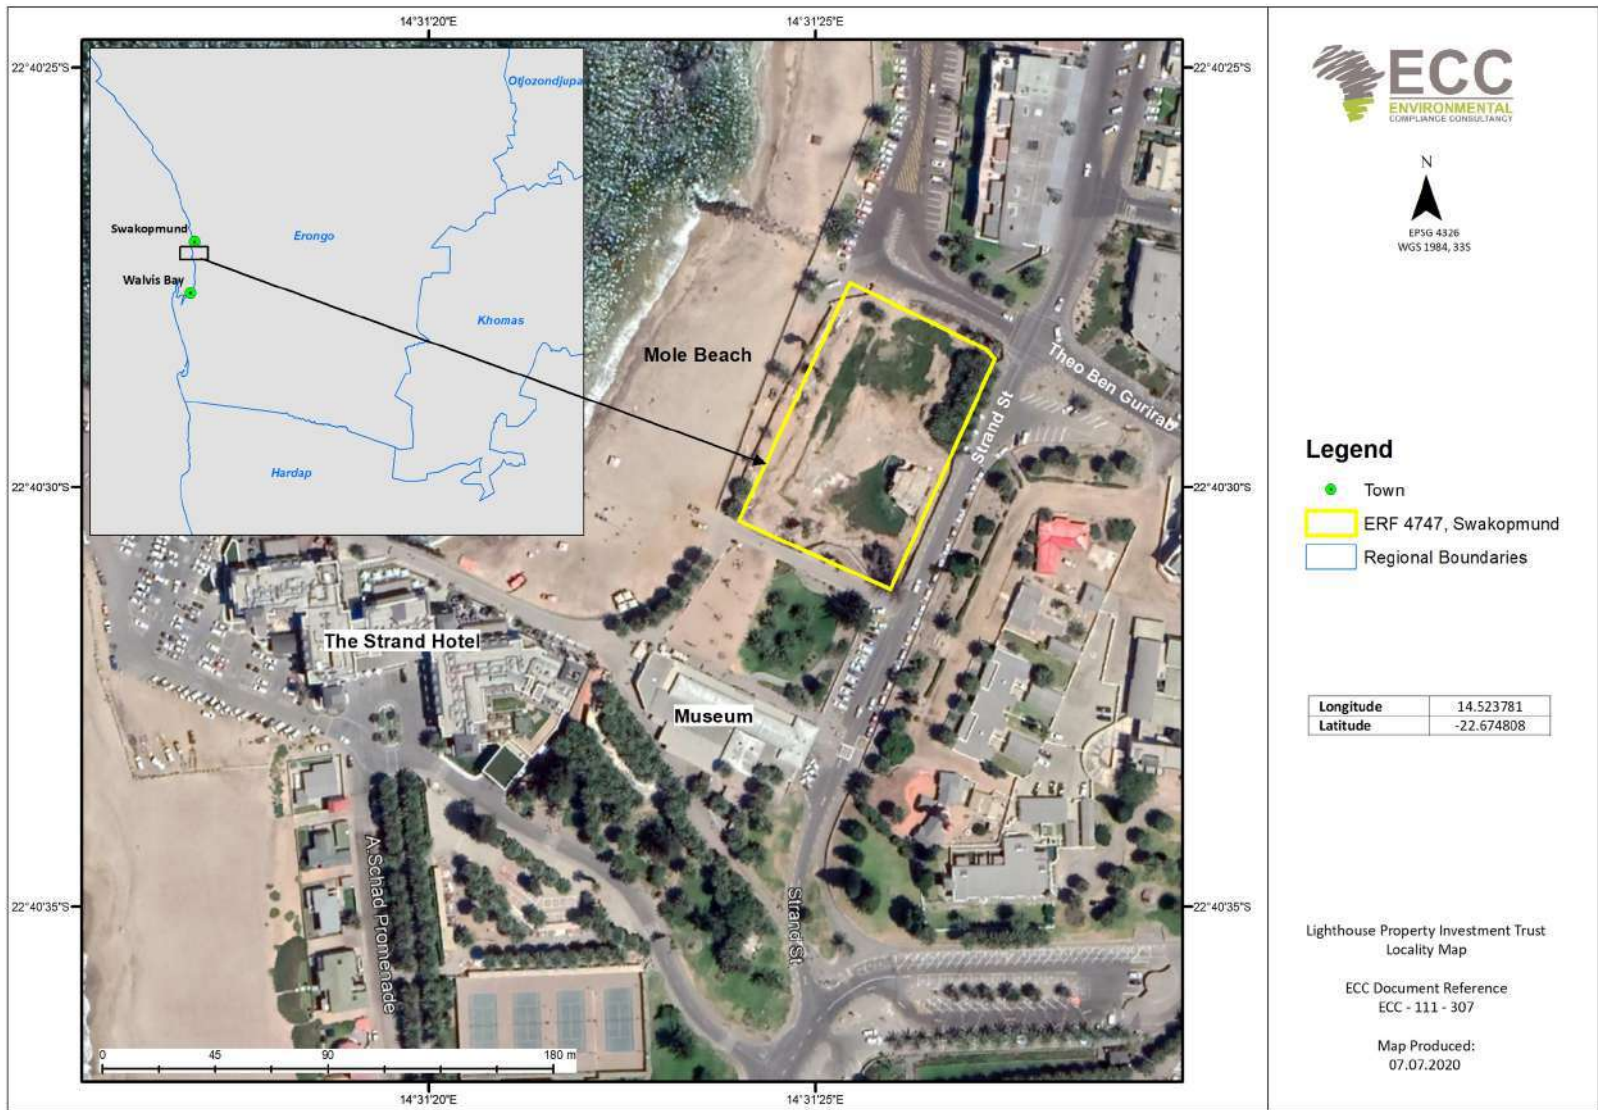 14°31'20"E
14°31'25"E
22°40'25"S
22°40'25"S
Otjozondjupa
Swakopmund
Erongo
Walvis Bay
Khomas
Hardap
Mole Beach
Theo Ben Gurirab
Strand St
22°40'30"S
22°40'30"S
The Strand Hotel
Museum
A.Schad Promenade
Strand St
22°40'35"S
22°40'35"S
0 45 90 180 m
14°31'20"E
14°31'25"E
ECC
ENVIRONMENTAL
COMPLIANCE CONSULTANCY
N
EPSG 4326
WGS 1984, 33S
Legend
Town
ERF 4747, Swakopmund
Regional Boundaries
Longitude 14.523781
Latitude -22.674808
Lighthouse Property Investment Trust
Locality Map
ECC Document Reference
ECC - 111 - 307
Map Produced:
07.07.2020